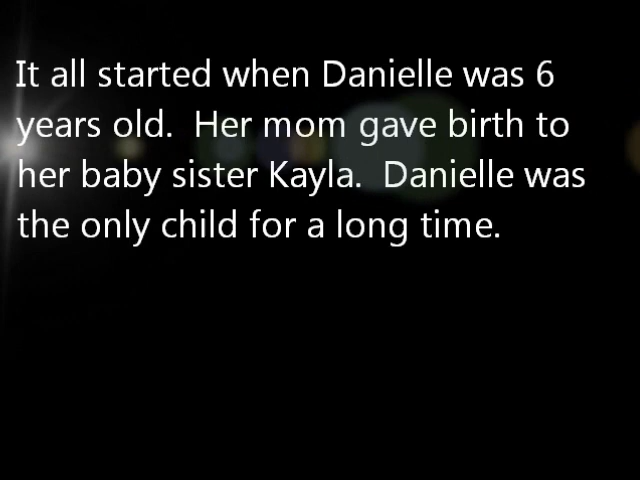 It all started when Danielle was 6
years old.  Her mom gave birth to
her baby sister Kayla.  Danielle was
the only child for a long time.